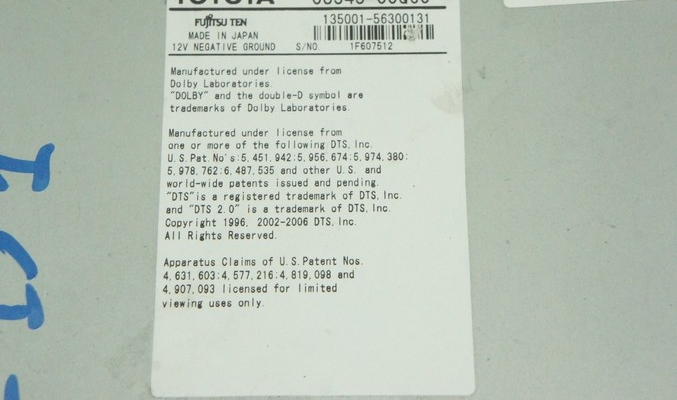 TOYOTA
FUJITSU TEN 135001-56300131
MADE IN JAPAN
12V NEGATIVE GROUND S/NO. 1F607512
Manufactured under license from
Dolby Laboratories.
"DOLBY" and the double-D symbol are
trademarks of Dolby Laboratories.
Manufactured under license from
one or more of the following DTS, Inc.
U.S.Pat.No's:5,451,942;5,956,674;5,974,380;
5,978,762;6,487,535 and other U.S. and
world-wide patents issued and pending.
"DTS"is a registered trademark of DTS, Inc.
and "DTS 2.0" is a trademark of DTS, Inc.
Copyright 1996, 2002-2006 DTS, Inc.
All Rights Reserved.
Apparatus Claims of U.S.Patent Nos.
4,631,603;4,577,216;4,819,098 and
4,907,093 licensed for limited
viewing uses only.